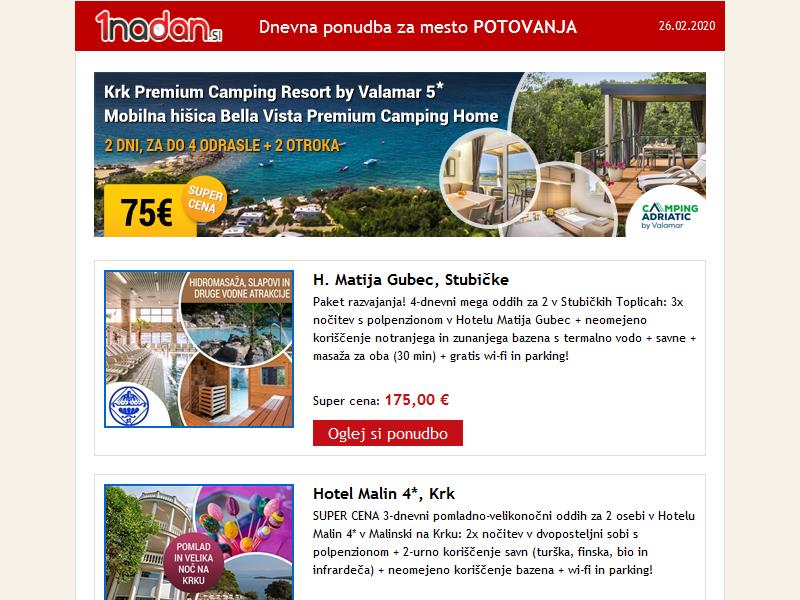 1nadan.si
Dnevna ponudba za mesto POTOVANJA
26.02.2020
Krk Premium Camping Resort by Valamar 5*
Mobilna hišica Bella Vista Premium Camping Home
2 DNI, ZA DO 4 ODRASLE + 2 OTROKA
75€
SUPER
CENA
CAMPING
ADRIATIC
by Valamar
HIDROMASAŽA, SLAPOVI IN
DRUGE VODNE ATRAKCIJE
H. Matija Gubec, Stubičke
Paket razvajanja! 4-dnevni mega oddih za 2 v Stubičkih Toplicah: 3x
nočitev s polpenzionom v Hotelu Matija Gubec + neomejeno
koriščenje notranjega in zunanjega bazena s termalno vodo + savne +
masaža za oba (30 min) + gratis wi-fi in parking!
Super cena: 175,00 €
Oglej si ponudbo
POMLAD
IN VELIKA
NOČ NA
KRKU
Hotel Malin 4*, Krk
SUPER CENA 3-dnevni pomladno-velikonočni oddih za 2 osebi v Hotelu
Malin 4* v Malinski na Krku: 2x nočitev v dvoposteljni sobi s
polpenzionom + 2-urno koriščenje savn (turška, finska, bio in
infrardeča) + neomejeno koriščenje bazena + wi-fi in parking!